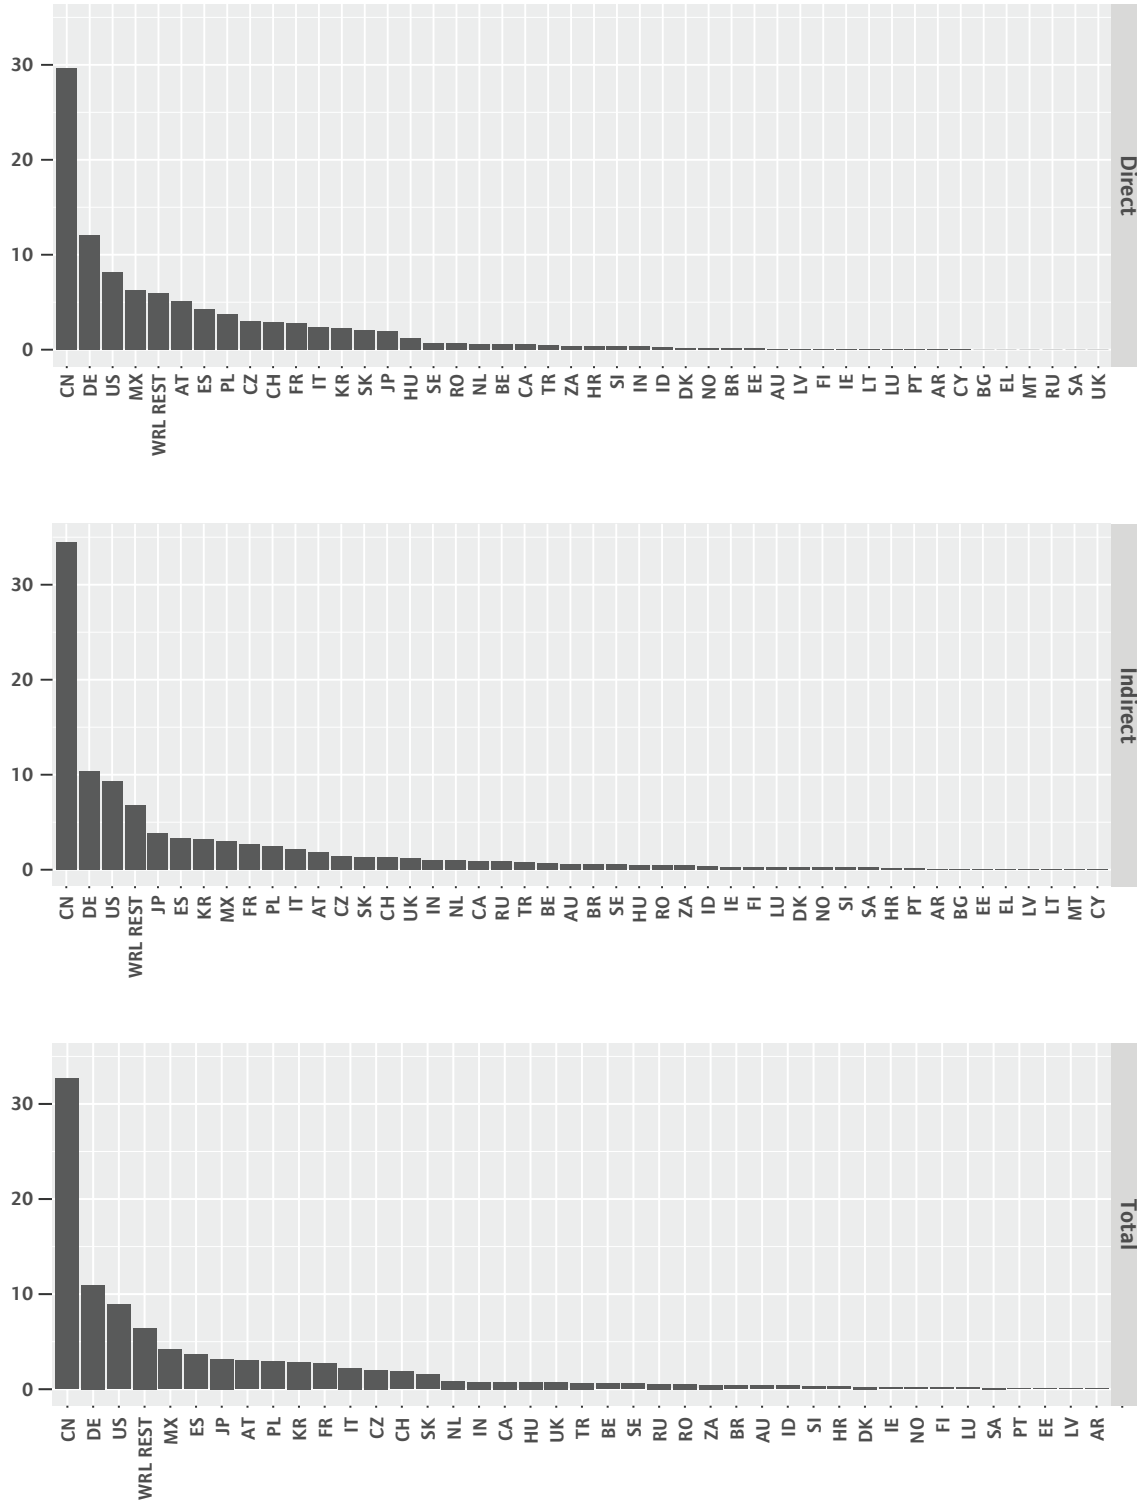 30
20
10
0
CN DE US MX WRL REST AT ES PL CZ CH FR IT KR SK JP HU SE RO NL BE CA TR ZA HR SI IN ID DK NO BR EE AU LV FI IE LT LU PT AR CY BG EL MT RU SA UK
Direct
30
20
10
0
CN DE US WRL REST JP ES KR MX FR PL IT AT CZ SK CH UK IN NL CA RU TR BE AU BR SE HU RO ZA ID IE FI LU DK NO SI SA HR PT AR BG EE EL LV LT MT CY
Indirect
30
20
10
0
CN DE US WRL REST MX ES JP AT PL KR FR IT CZ CH SK NL IN CA HU UK TR BE SE RU RO ZA BR AU ID SI HR DK IE NO FI LU SA PT EE LV AR
Total